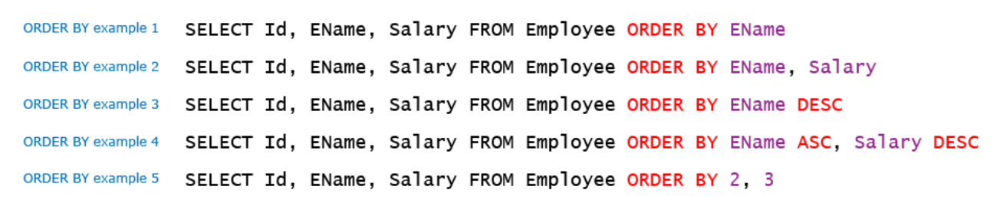 ORDER BY example 1 SELECT Id, EName, Salary FROM Employee ORDER BY EName
ORDER BY example 2 SELECT Id, EName, Salary FROM Employee ORDER BY EName, Salary
ORDER BY example 3 SELECT Id, EName, Salary FROM Employee ORDER BY EName DESC
ORDER BY example 4 SELECT Id, EName, Salary FROM Employee ORDER BY EName ASC, Salary DESC
ORDER BY example 5 SELECT Id, EName, Salary FROM Employee ORDER BY 2, 3